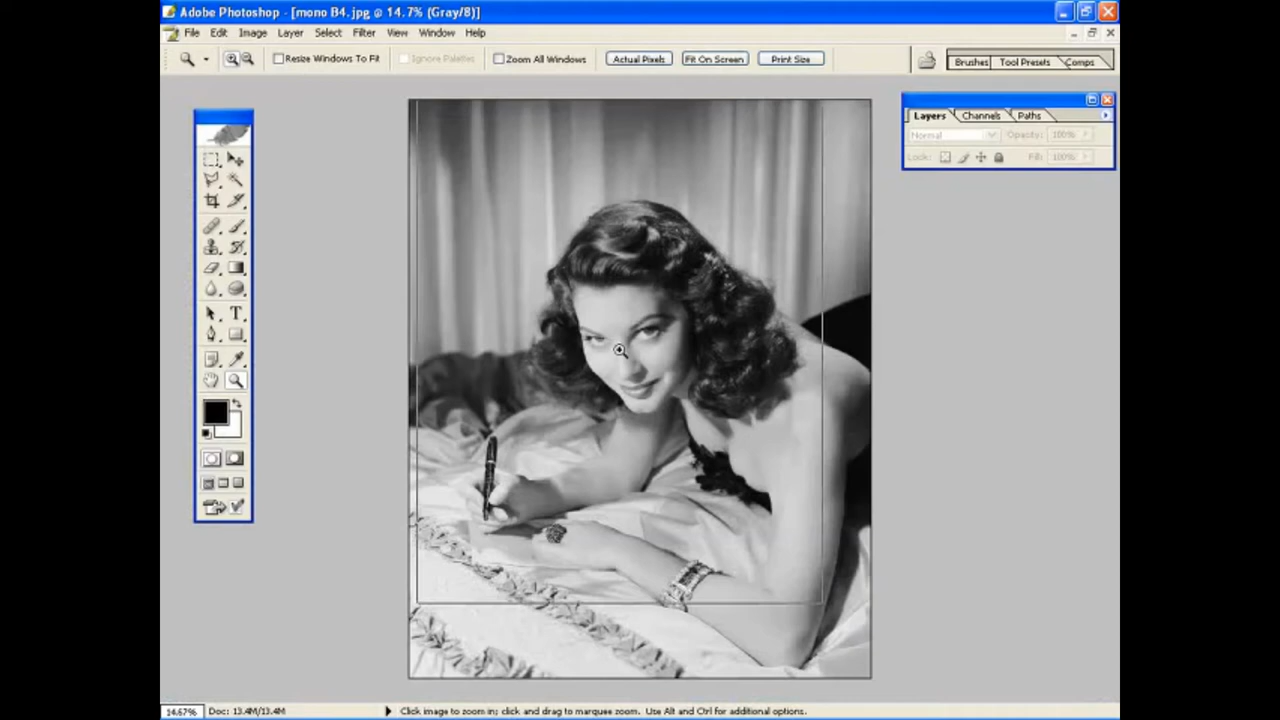 Adobe Photoshop - [mono B4.jpg @ 14.7% (Gray/8)]
File Edit Image Layer Select Filter View Window Help
Resize Windows To Fit Ignore Palettes Zoom All Windows Actual Pixels Fit On Screen Print Size Brushes Tool Presets Comps
Layers Channels Paths
Normal Opacity: 100%
Lock: Fill: 100%
T
14.67% Doc: 13.4M/13.4M Click image to zoom in; click and drag to marquee zoom. Use Alt and Ctrl for additional options.